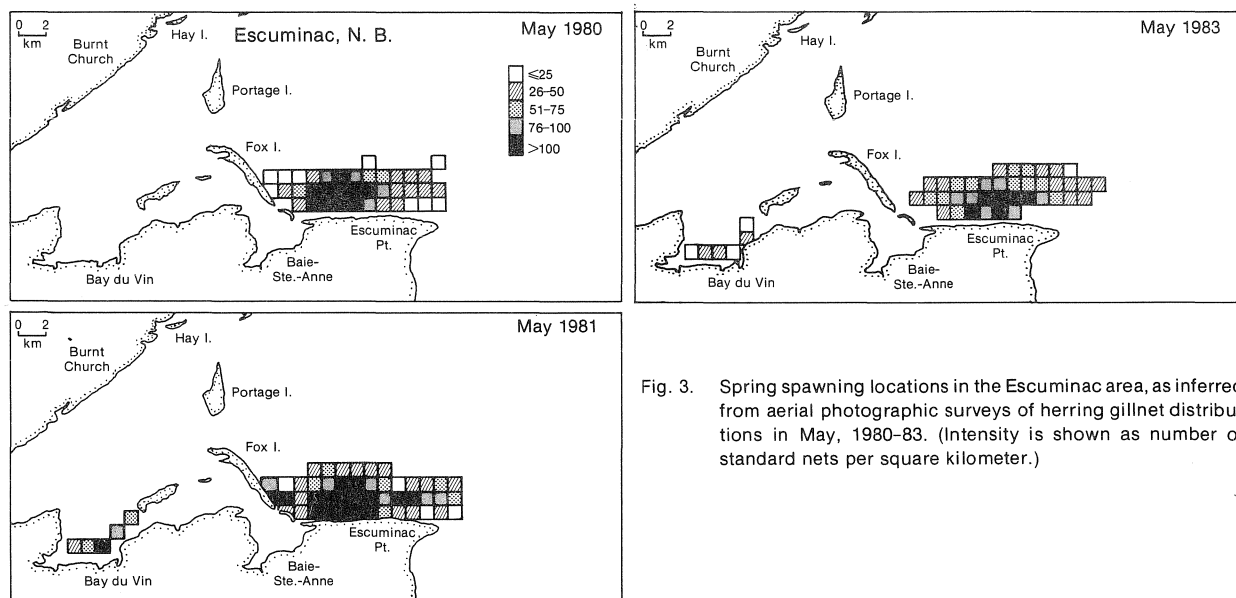 0 2
km
Burnt
Church
Hay I.
Escuminac, N. B.
May 1980
Portage I.
≤25
26–50
51–75
76–100
>100
Fox I.
Escuminac
Pt.
Baie-
Ste.-Anne
Bay du Vin
0 2
km
Burnt
Church
Hay I.
May 1983
Portage I.
Fox I.
Escuminac
Pt.
Baie-
Ste.-Anne
Bay du Vin
0 2
km
Burnt
Church
Hay I.
May 1981
Portage I.
Fox I.
Escuminac
Pt.
Baie-
Ste.-Anne
Bay du Vin
Fig. 3. Spring spawning locations in the Escuminac area, as inferred
from aerial photographic surveys of herring gillnet distribu-
tions in May, 1980–83. (Intensity is shown as number o
standard nets per square kilometer.)